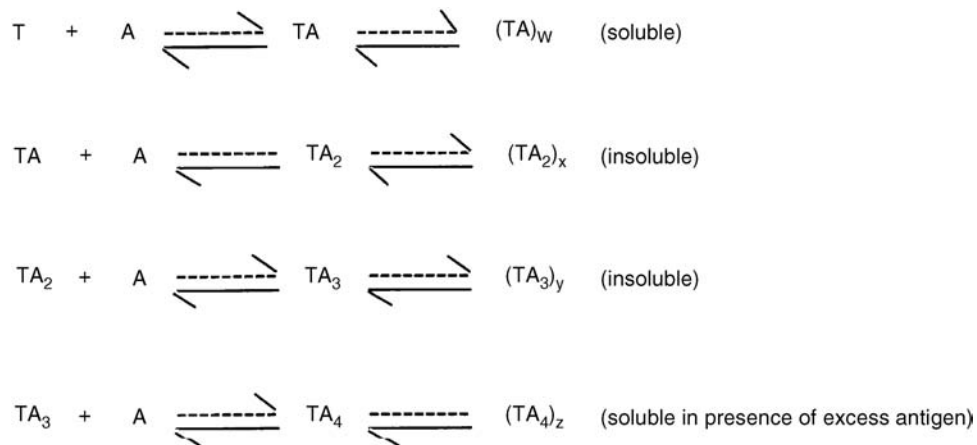 T + A TA (TA)W (soluble)
TA + A TA2 (TA2)x (insoluble)
TA2 + A TA3 (TA3)y (insoluble)
TA3 + A TA4 (TA4)z (soluble in presence of excess antigen)